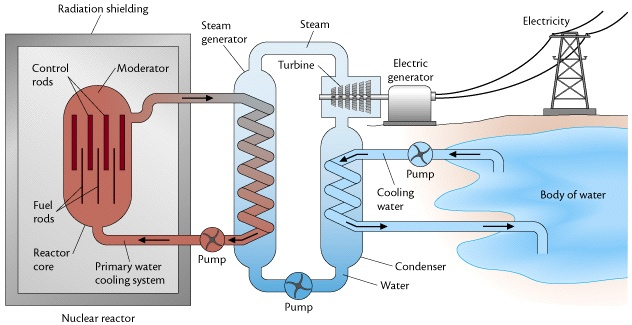 Radiation shielding
Control
rods
Moderator
Fuel
rods
Reactor
core
Primary water
cooling system
Nuclear reactor
Pump
Steam
generator
Steam
Turbine
Electric
generator
Electricity
Pump
Cooling
water
Body of water
Condenser
Water
Pump